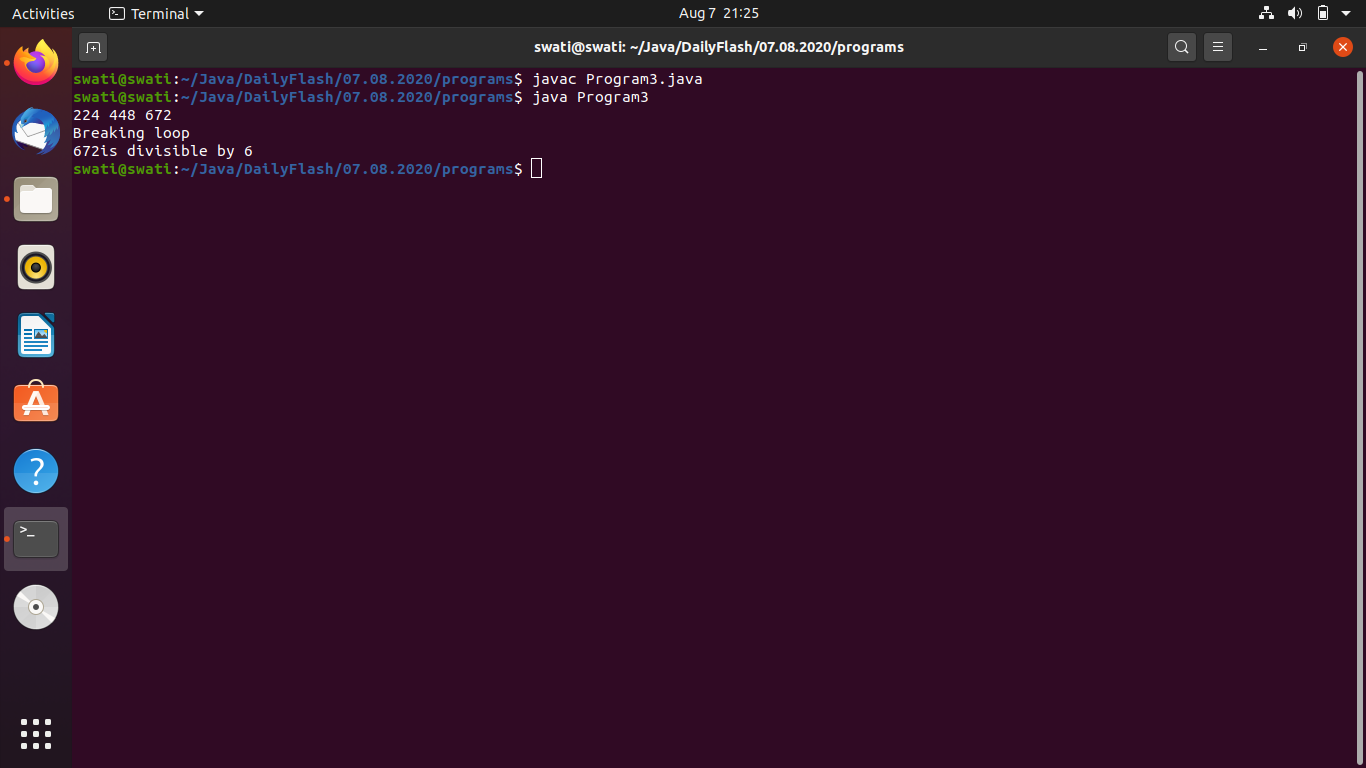 Activities Terminal Aug 7 21:25
swati@swati: ~/Java/DailyFlash/07.08.2020/programs
swati@swati:~/Java/DailyFlash/07.08.2020/programs$ javac Program3.java
swati@swati:~/Java/DailyFlash/07.08.2020/programs$ java Program3
224 448 672
Breaking loop
672is divisible by 6
swati@swati:~/Java/DailyFlash/07.08.2020/programs$